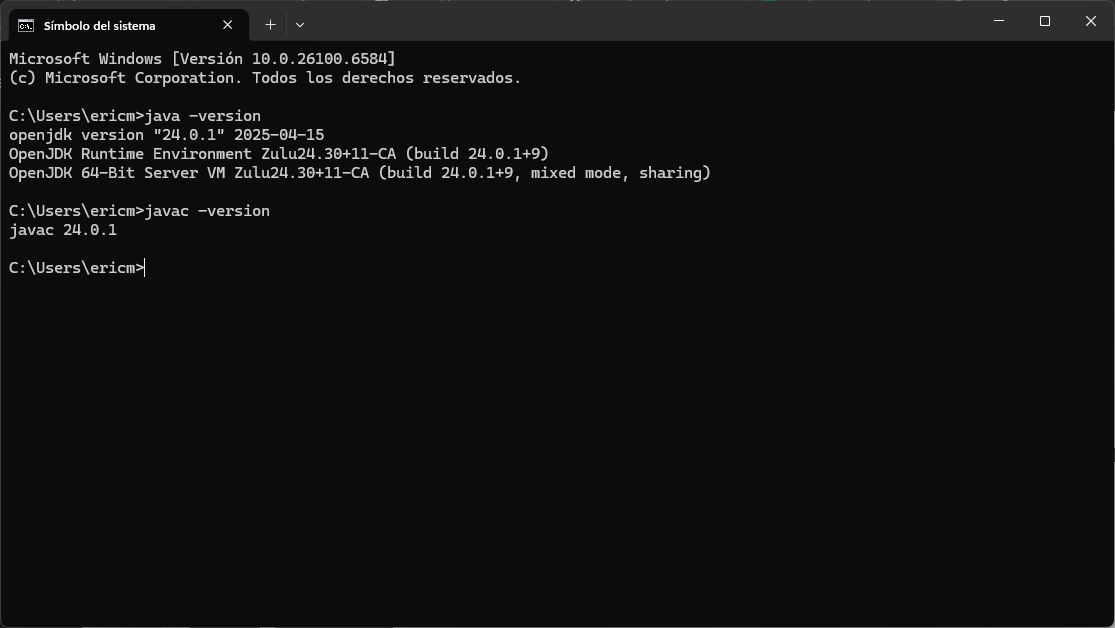 Símbolo del sistema
Microsoft Windows [Versión 10.0.26100.6584]
(c) Microsoft Corporation. Todos los derechos reservados.
C:\Users\ericm>java -version
openjdk version "24.0.1" 2025-04-15
OpenJDK Runtime Environment Zulu24.30+11-CA (build 24.0.1+9)
OpenJDK 64-Bit Server VM Zulu24.30+11-CA (build 24.0.1+9, mixed mode, sharing)
C:\Users\ericm>javac -version
javac 24.0.1
C:\Users\ericm>